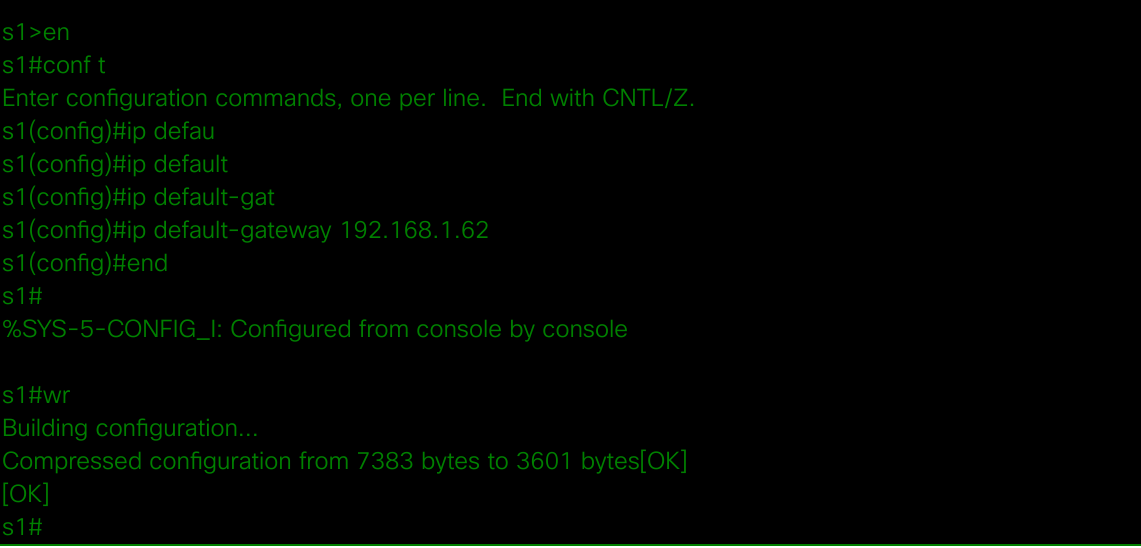 s1>en
s1#conf t
Enter configuration commands, one per line.  End with CNTL/Z.
s1(config)#ip defau
s1(config)#ip default
s1(config)#ip default-gat
s1(config)#ip default-gateway 192.168.1.62
s1(config)#end
s1#
%SYS-5-CONFIG_I: Configured from console by console

s1#wr
Building configuration...
Compressed configuration from 7383 bytes to 3601 bytes[OK]
[OK]
s1#